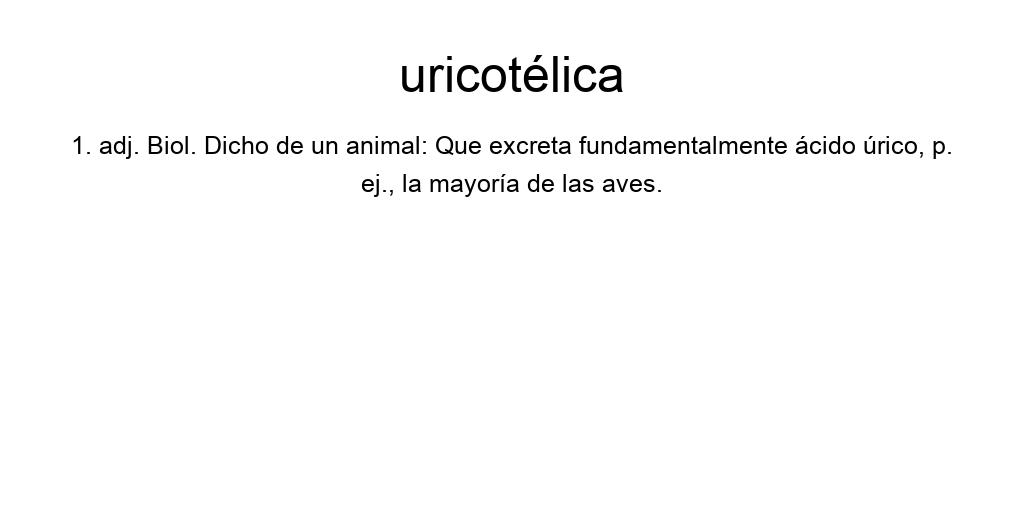 uricotélica
1. adj. Biol. Dicho de un animal: Que excreta fundamentalmente ácido úrico, p.
ej., la mayoría de las aves.